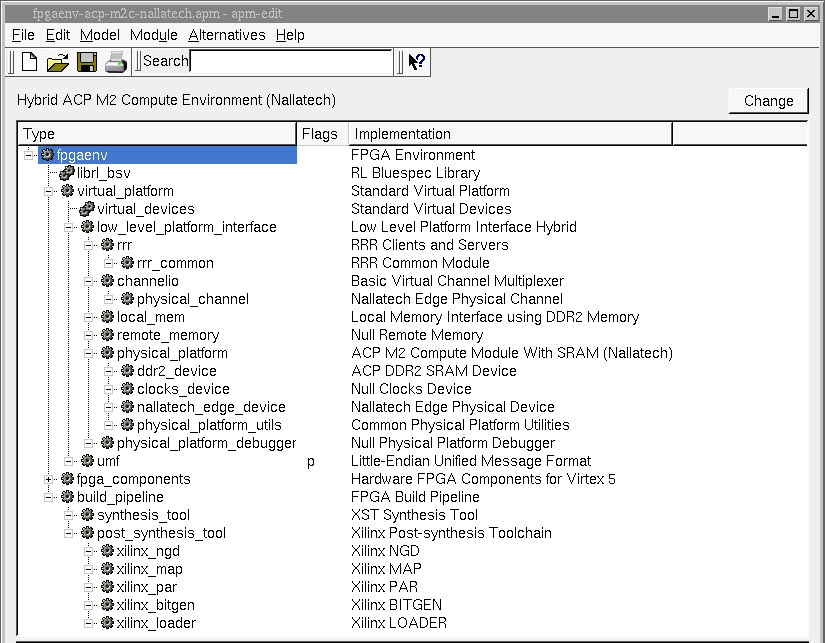 fpgaenv-acp-m2c-nallatech.apm - apm-edit
File Edit Model Module Alternatives Help
Search
Hybrid ACP M2 Compute Environment (Nallatech) Change
Type Flags Implementation
fpgaenv FPGA Environment
librl_bsv RL Bluespec Library
virtual_platform Standard Virtual Platform
virtual_devices Standard Virtual Devices
low_level_platform_interface Low Level Platform Interface Hybrid
rrr RRR Clients and Servers
rrr_common RRR Common Module
channelio Basic Virtual Channel Multiplexer
physical_channel Nallatech Edge Physical Channel
local_mem Local Memory Interface using DDR2 Memory
remote_memory Null Remote Memory
physical_platform ACP M2 Compute Module With SRAM (Nallatech)
ddr2_device ACP DDR2 SRAM Device
clocks_device Null Clocks Device
nallatech_edge_device Nallatech Edge Physical Device
physical_platform_utils Common Physical Platform Utilities
physical_platform_debugger Null Physical Platform Debugger
umf p Little-Endian Unified Message Format
fpga_components Hardware FPGA Components for Virtex 5
build_pipeline FPGA Build Pipeline
synthesis_tool XST Synthesis Tool
post_synthesis_tool Xilinx Post-synthesis Toolchain
xilinx_ngd Xilinx NGD
xilinx_map Xilinx MAP
xilinx_par Xilinx PAR
xilinx_bitgen Xilinx BITGEN
xilinx_loader Xilinx LOADER